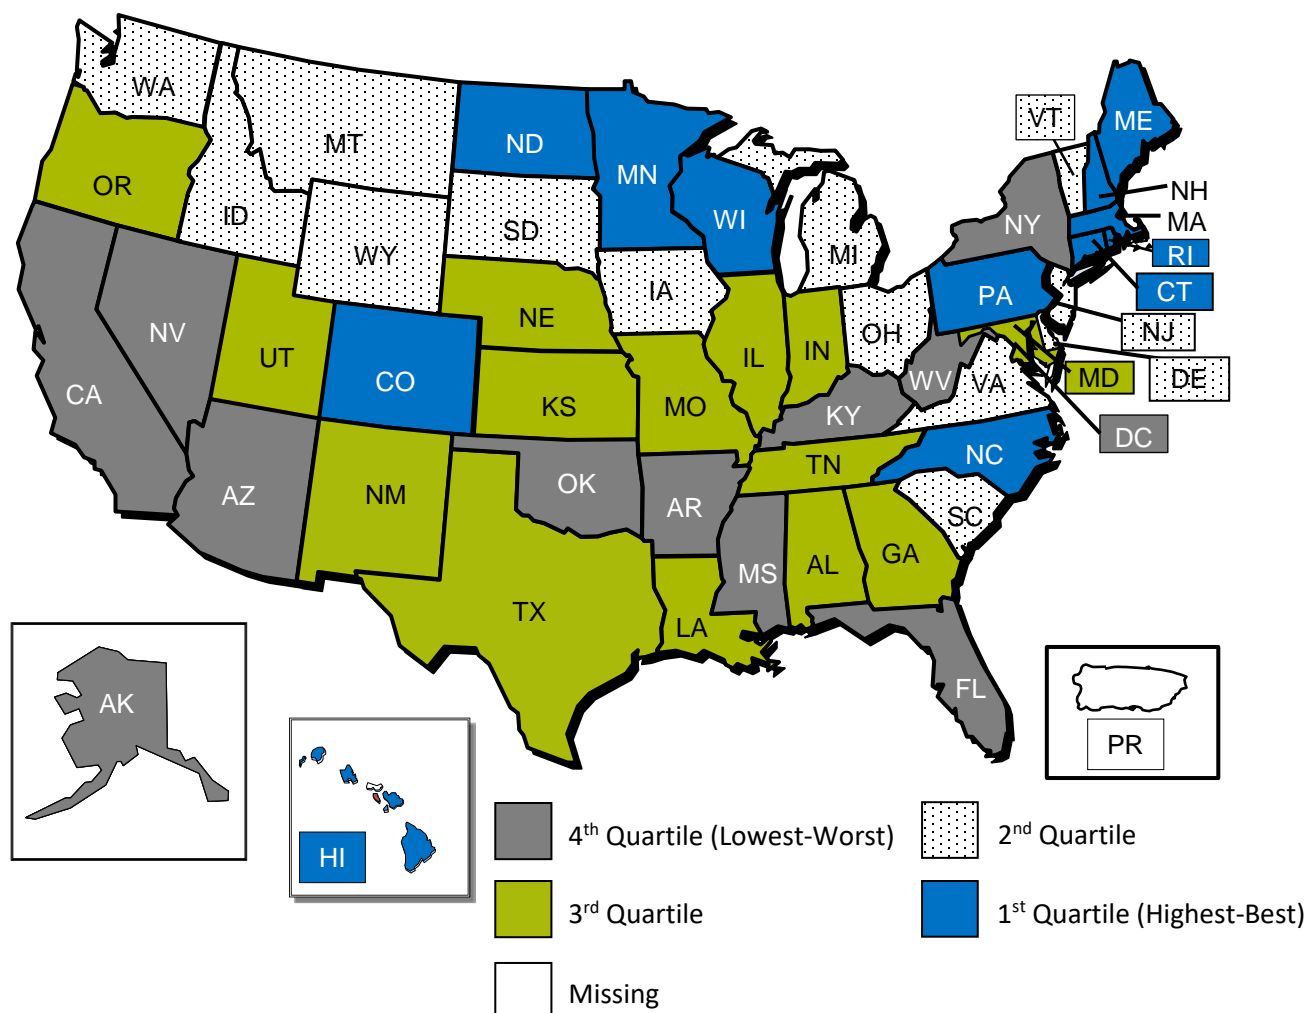 WA
MT
ND
MN
ME
VT
OR
ID
WY
SD
WI
MI
NY
NH
MA
RI
CT
NJ
DE
MD
DC
PA
IA
NE
NV
UT
CO
CA
KS
MO
IL
IN
OH
WV
VA
KY
NC
TN
AZ
NM
OK
AR
SC
MS
AL
GA
TX
LA
FL
AK
HI
PR
4th Quartile (Lowest-Worst)
2nd Quartile
3rd Quartile
1st Quartile (Highest-Best)
Missing